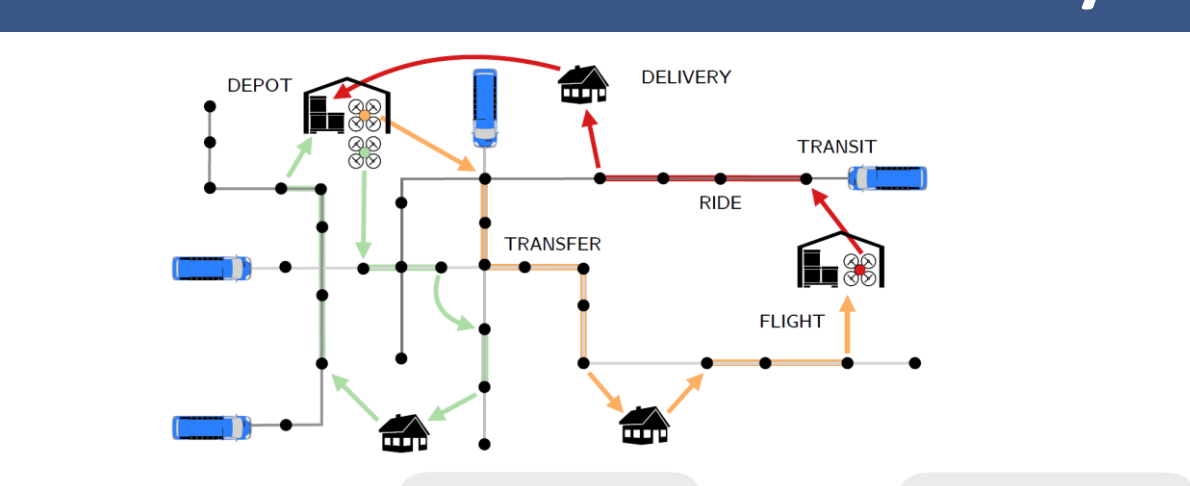 DEPOT
DELIVERY
TRANSIT
RIDE
TRANSFER
FLIGHT